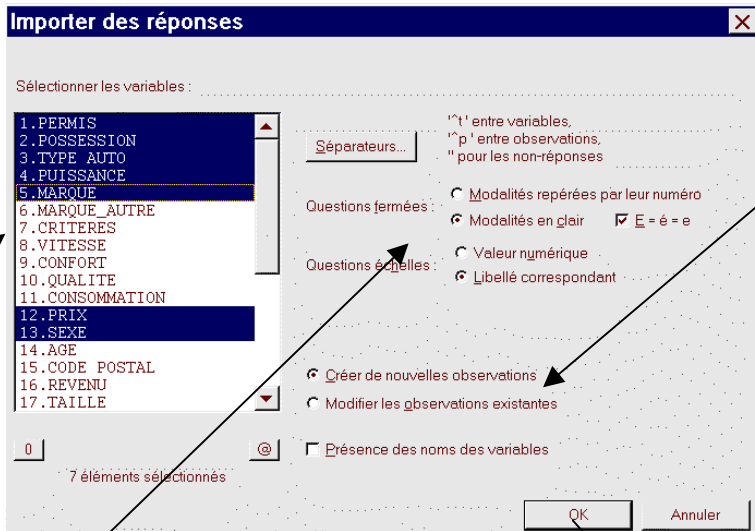 Importer des réponses
Sélectionner les variables :
1.PERMIS
2.POSSESSION
3.TYPE AUTO
4.PUISSANCE
5.MARQUE
6.MARQUE_AUTRE
7.CRITERES
8.VITESSE
9.CONFORT
10.QUALITE
11.CONSOMMATION
12.PRIX
13.SEXE
14.AGE
15.CODE POSTAL
16.REVENU
17.TAILLE
0
@
7 éléments sélectionnés
Séparateurs...
'^t' entre variables,
'^p' entre observations,
'' pour les non-réponses
Questions fermées :
Modalités repérées par leur numéro
Modalités en clair
E = é = e
Questions échelles :
Valeur numérique
Libellé correspondant
Créer de nouvelles observations
Modifier les observations existantes
Présence des noms des variables
OK
Annuler